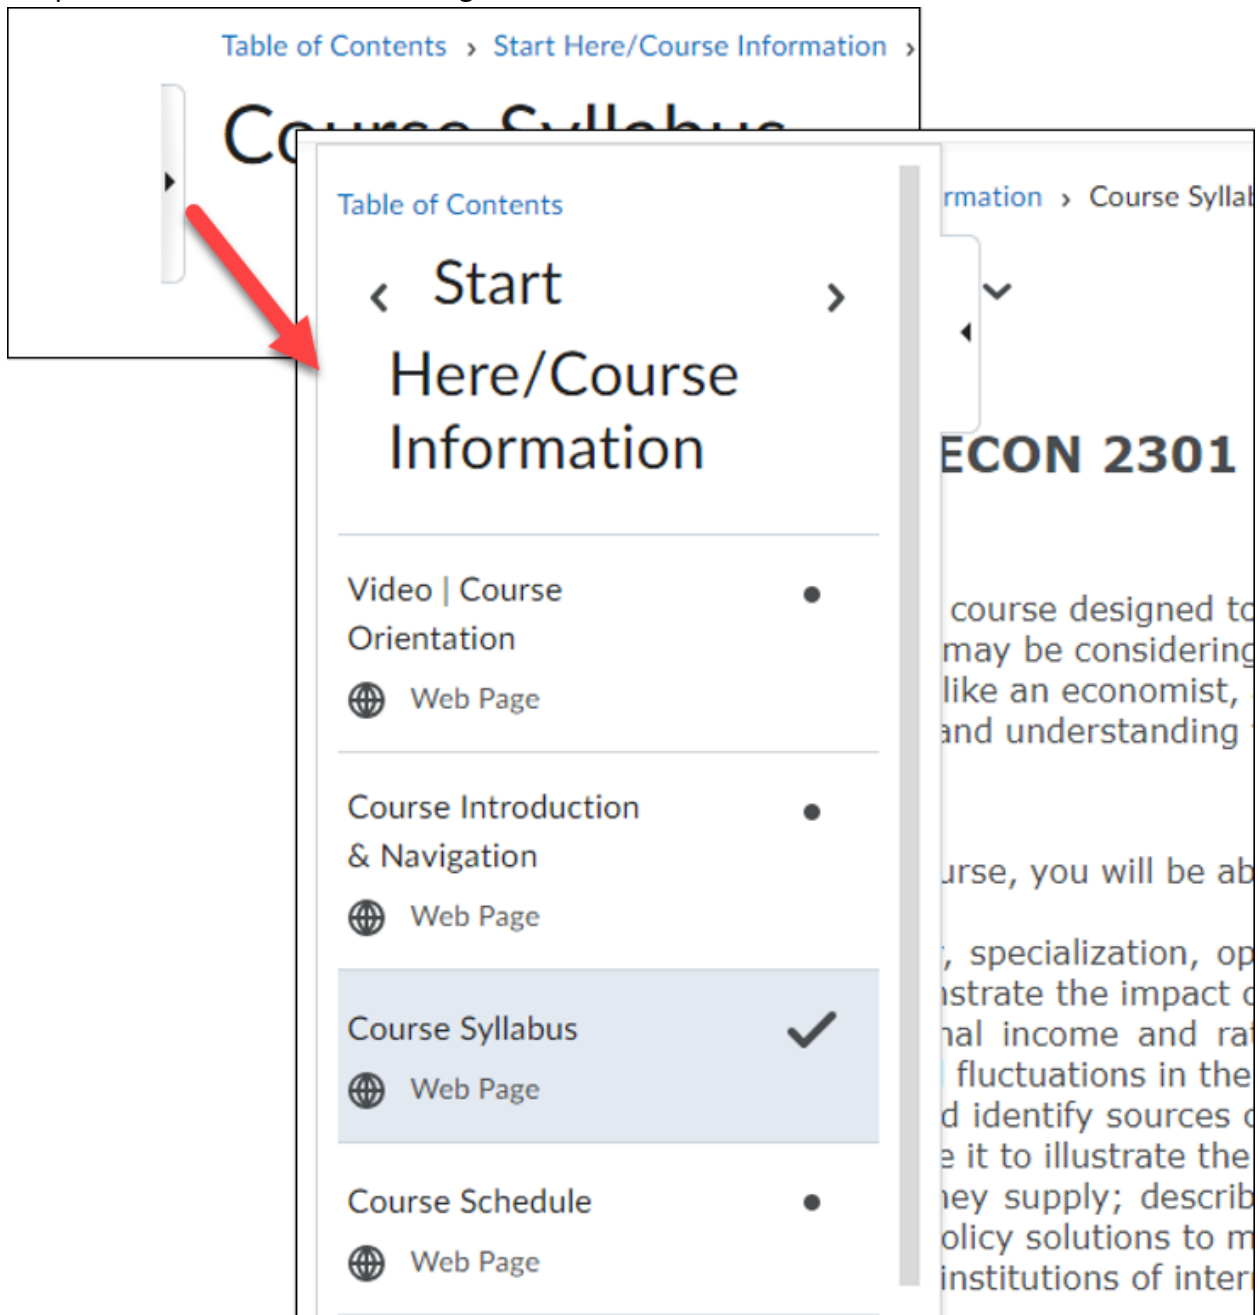 Table of Contents › Start Here/Course Information ›
Course Syllabus
Table of Contents
Start
Here/Course
Information
Video | Course
Orientation
Web Page
Course Introduction
& Navigation
Web Page
Course Syllabus
Web Page
Course Schedule
Web Page
rmation › Course Syllab
ECON 2301
course designed to
may be considering
like an economist,
and understanding
urse, you will be ab
, specialization, op
nstrate the impact o
nal income and rat
fluctuations in the
d identify sources o
e it to illustrate the
ney supply; describ
olicy solutions to m
institutions of inter